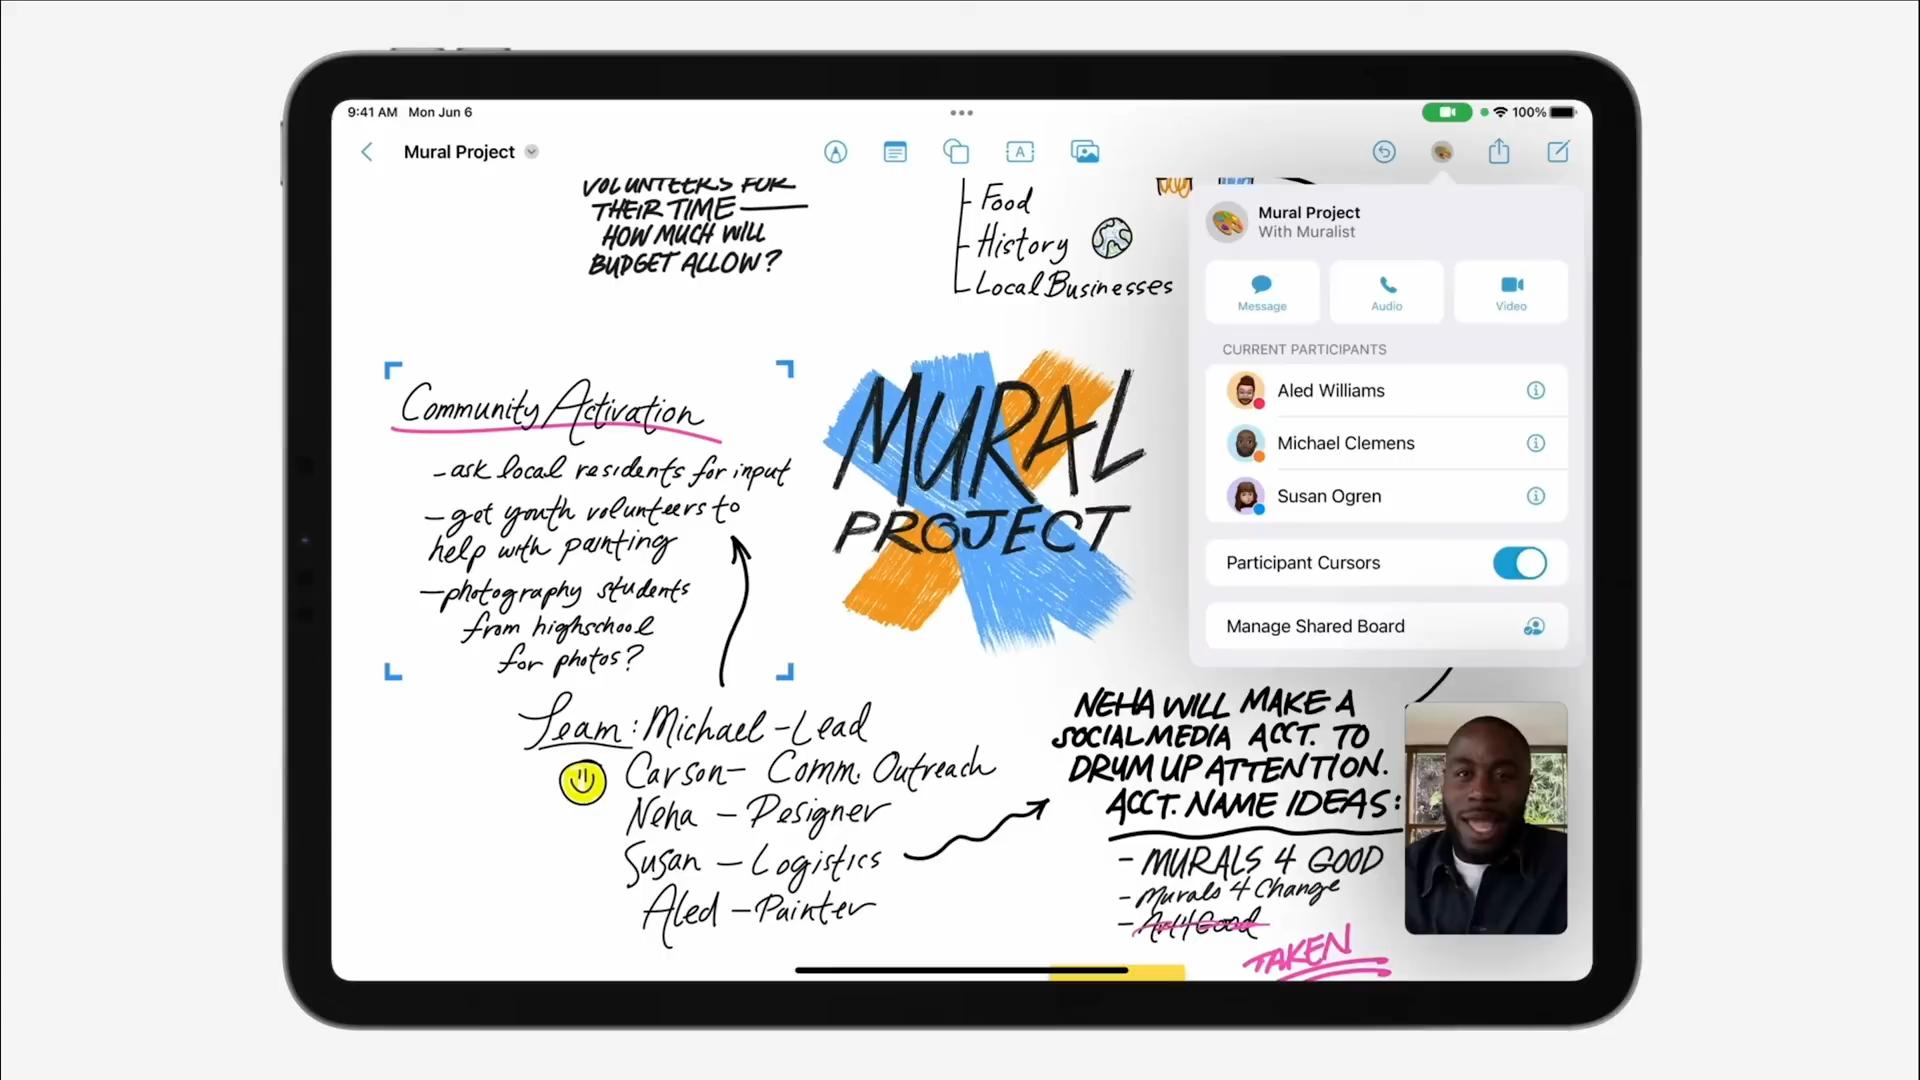 9:41 AM Mon Jun 6
100%
Mural Project
VOLUNTEERS FOR
THEIR TIME —
HOW MUCH WILL
BUDGET ALLOW?
- Food
- History
- Local Businesses
Community Activation
- ask local residents for input
- get youth volunteers to
help with painting
- photography students
from highschool
for photos?
MURAL
PROJECT
Team: Michael - Lead
Carson - Comm. Outreach
Neha - Designer
Susan - Logistics
Aled - Painter
NEHA WILL MAKE A
SOCIAL MEDIA ACCT. TO
DRUM UP ATTENTION.
ACCT. NAME IDEAS:
- MURALS 4 GOOD
- Murals 4 Change
- Art4Good
TAKEN
Mural Project
With Muralist
Message
Audio
Video
CURRENT PARTICIPANTS
Aled Williams
Michael Clemens
Susan Ogren
Participant Cursors
Manage Shared Board